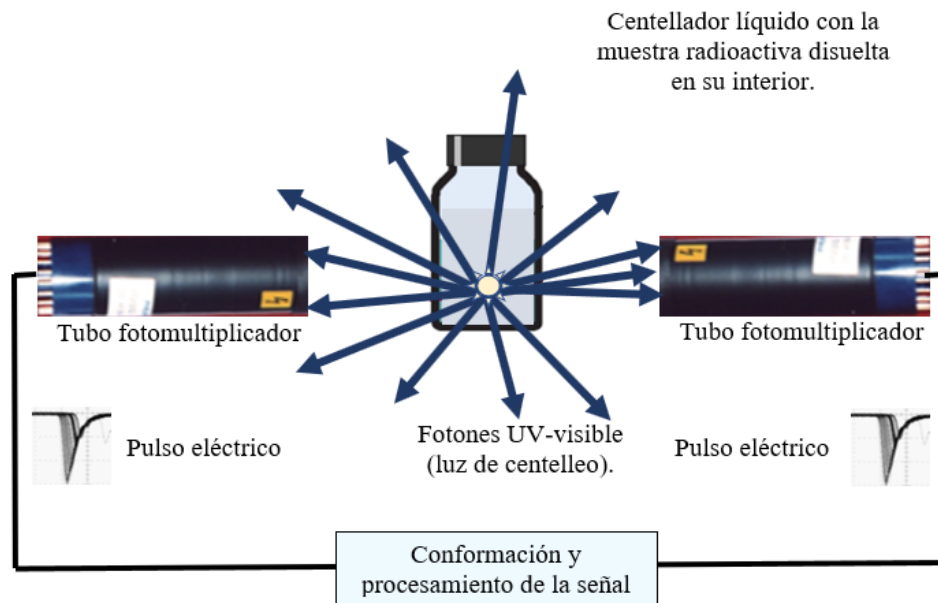 Centellador líquido con la
muestra radioactiva disuelta
en su interior.
Tubo fotomultiplicador
Tubo fotomultiplicador
Pulso eléctrico
Fotones UV-visible
(luz de centelleo).
Pulso eléctrico
Conformación y
procesamiento de la señal